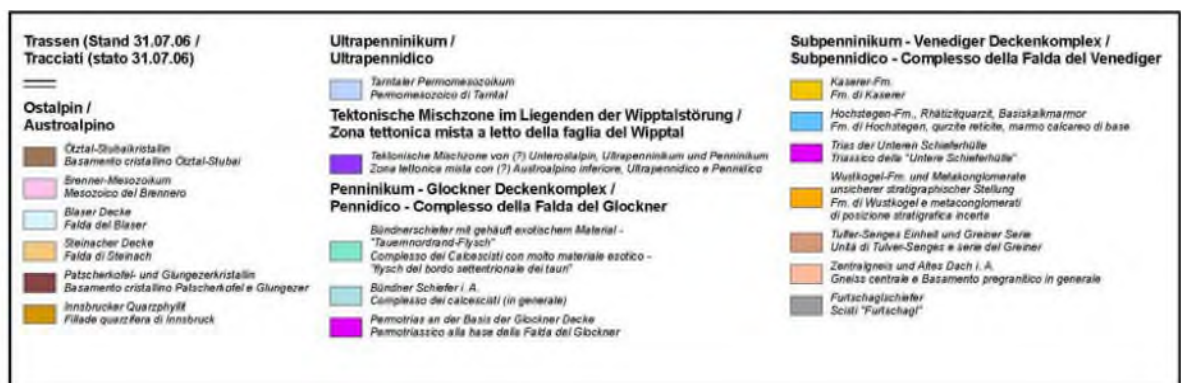 Trassen (Stand 31.07.06 /
Tracciati (stato 31.07.06)
Ostalpin /
Austroalpino
Ötztal-Stubaikristallin
Basamento cristallino Ötztal-Stubai
Brenner-Mesozoikum
Mesozoico del Brennero
Blaser Decke
Falda del Blaser
Steinacher Decke
Falda di Steinach
Patscherkofel- und Glungezerkristallin
Basamento cristallino Patscherkofel e Glungezer
Innsbrucker Quarzphyllit
Fillade quarzifera di Innsbruck
Ultrapenninikum /
Ultrapennidico
Tarntaler Permomesozoikum
Permomesozoico di Tarntal
Tektonische Mischzone im Liegenden der Wipptalstörung /
Zona tettonica mista a letto della faglia del Wipptal
Tektonische Mischzone von (?) Unterostalpin, Ultrapenninikum und Penninikum
Zona tettonica mista con (?) Austroalpino inferiore, Ultrapennidico e Pennidico
Penninikum - Glockner Deckenkomplex /
Pennidico - Complesso della Falda del Glockner
Bündnerschiefer mit gehäuft exotischem Material -
"Tauernnordrand-Flysch"
Complesso dei Calcescisti con molto materiale esotico -
"flysch del bordo settentrionale dei tauri"
Bündner Schiefer i. A.
Complesso dei calcescisti (in generale)
Permotrias an der Basis der Glockner Decke
Permotriassico alla base della Falda del Glockner
Subpenninikum - Venediger Deckenkomplex /
Subpennidico - Complesso della Falda del Venediger
Kaserer-Fm.
Fm. di Kaserer
Hochstegen-Fm., Rhätizitquarzit, Basiskalkmarmor
Fm. di Hochstegen, qurzite reticite, marmo calcareo di base
Trias der Unteren Schieferhülle
Triassico della "Untere Schieferhülle"
Wustkogel-Fm. und Metakonglomerate
unsicherer stratigraphischer Stellung
Fm. di Wustkogel e metaconglomerati
di posizione stratigrafica incerta
Tulfer-Senges Einheit und Greiner Serie
Unità di Tulver-Senges e serie del Greiner
Zentralgneis und Altes Dach i. A.
Gneiss centrale e Basamento pregranitico in generale
Furtschaglschiefer
Scisti "Furtschagl"